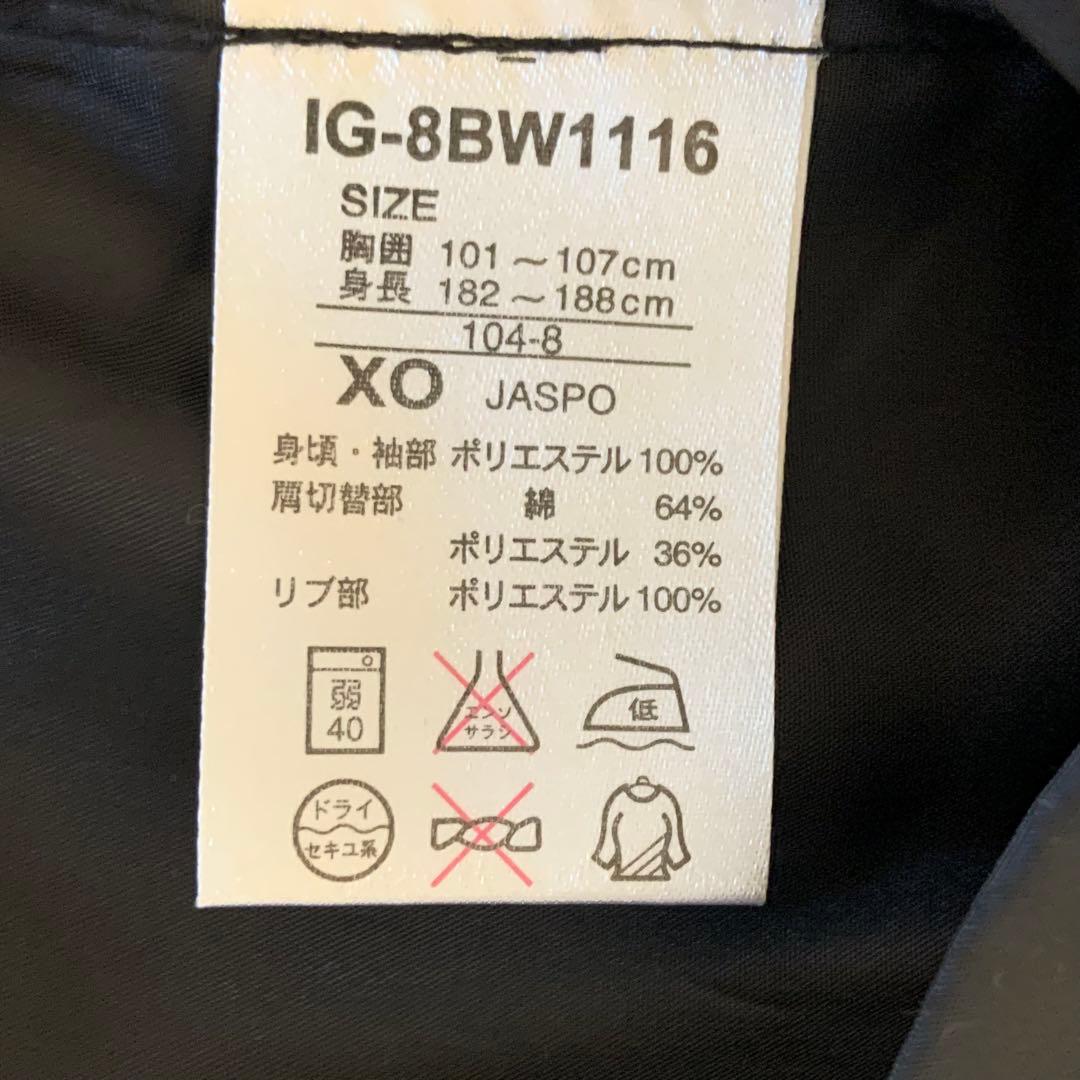 IG-8BW1116
SIZE
胸囲 101～107cm
身長 182～188cm
104-8
XO JASPO
身頃・袖部 ポリエステル 100%
肩切替部 綿 64%
ポリエステル 36%
リブ部 ポリエステル 100%
弱
40
エンソ
サラシ
低
ドライ
セキユ系